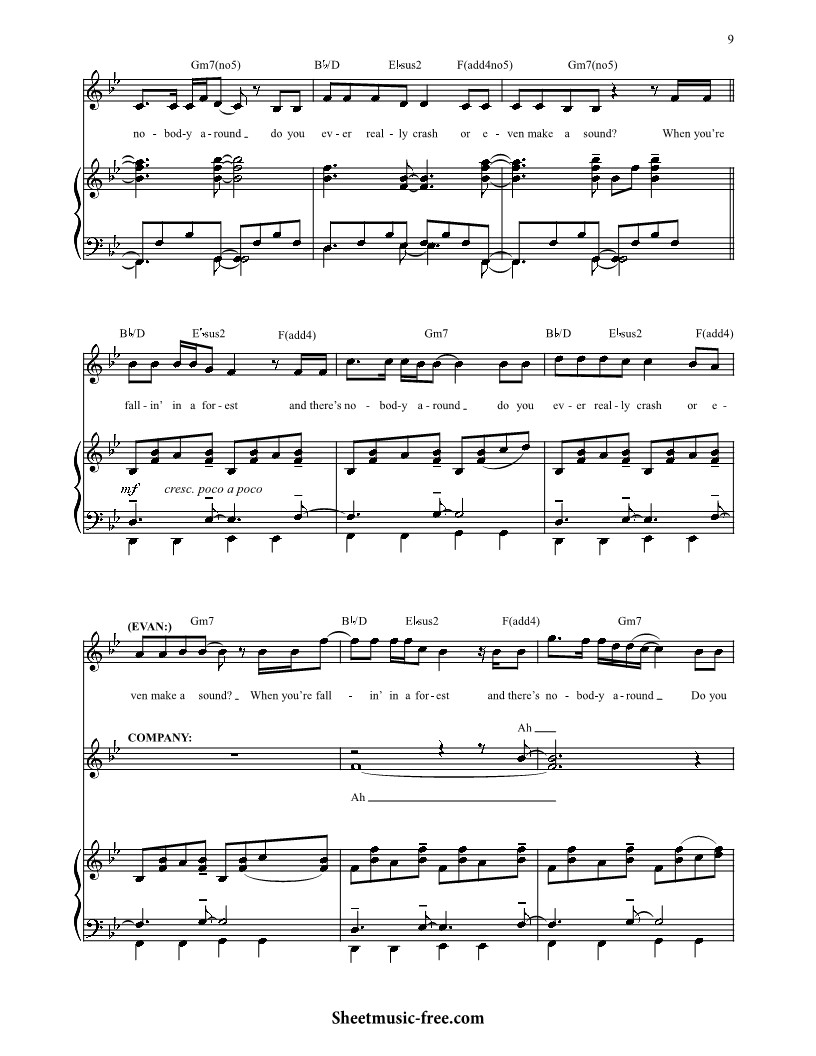 9
Gm7(no5) B♭/D E♭sus2 F(add4no5) Gm7(no5)
no - bod-y a-round _ do you ev - er real - ly crash or e - ven make a sound? When you're
B♭/D E♭sus2 F(add4) Gm7 B♭/D E♭sus2 F(add4)
fall - in' in a for - est and there's no - bod-y a - round _ do you ev - er real - ly crash or e -
mf cresc. poco a poco
(EVAN:) Gm7 B♭/D E♭sus2 F(add4) Gm7
ven make a sound? _ When you're fall - in' in a for - est and there's no - bod-y a - round _ Do you
COMPANY:
Ah
Ah
Sheetmusic-free.com